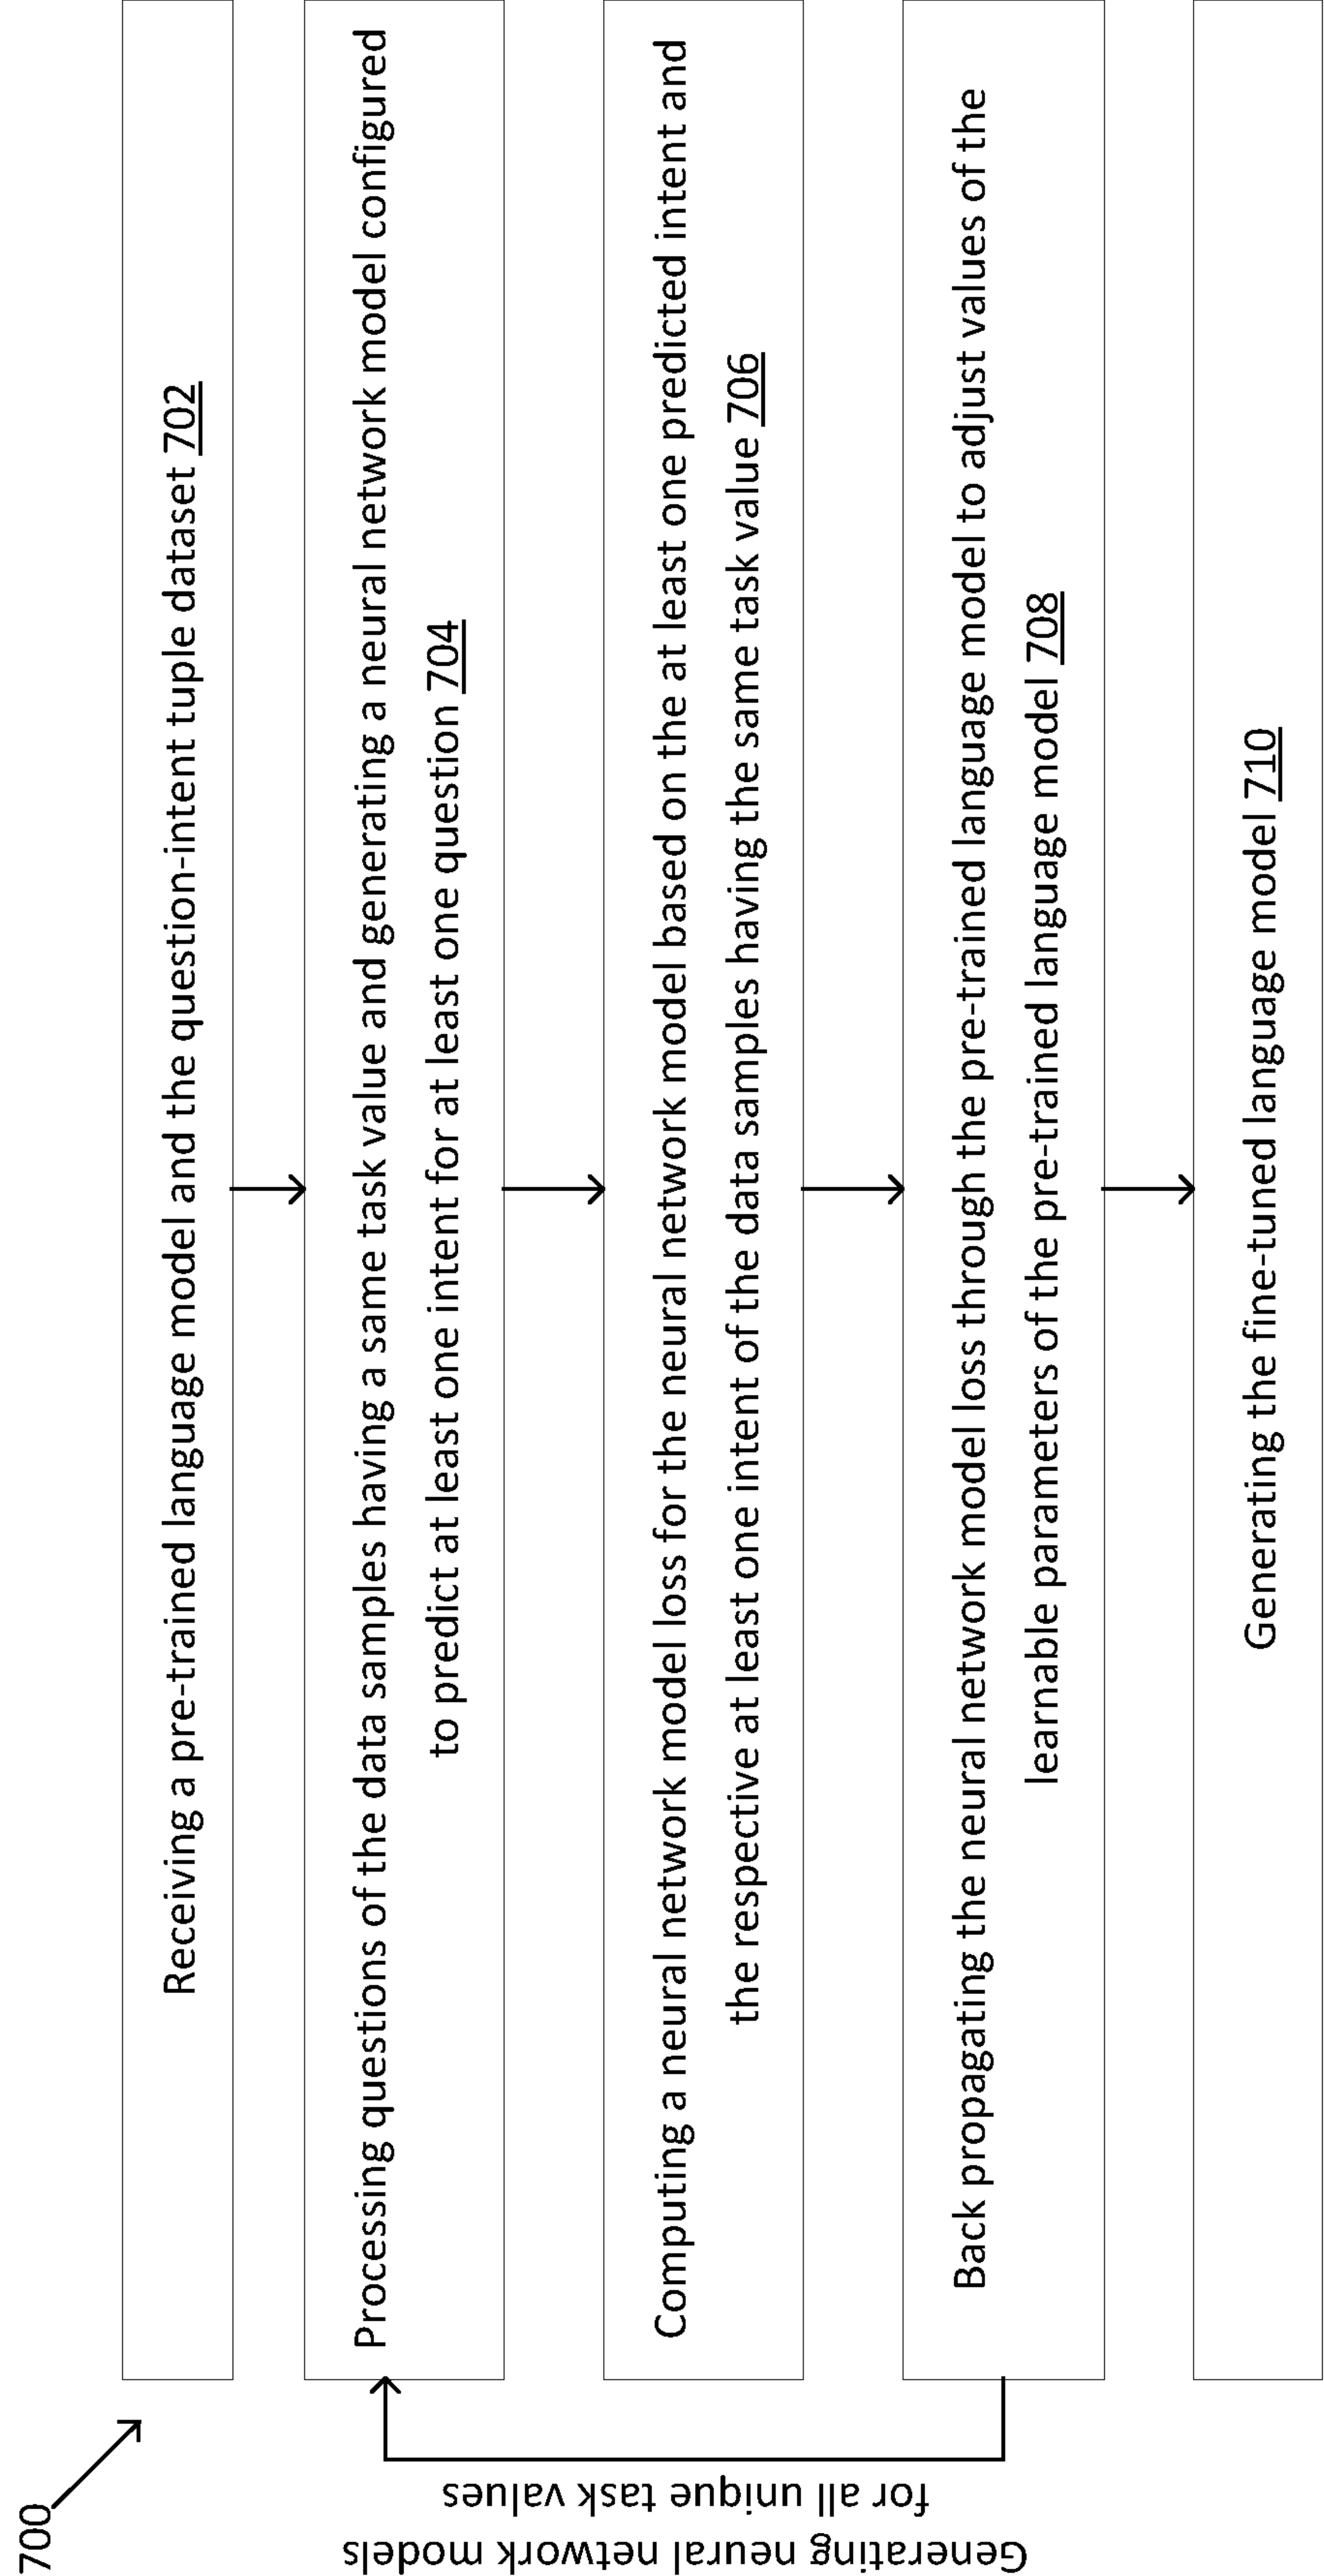 700
Receiving a pre-trained language model and the question-intent tuple dataset 702
Processing questions of the data samples having a same task value and generating a neural network model configured
to predict at least one intent for at least one question 704
Computing a neural network model loss for the neural network model based on the at least one predicted intent and
the respective at least one intent of the data samples having the same task value 706
Back propagating the neural network model loss through the pre-trained language model to adjust values of the
learnable parameters of the pre-trained language model 708
Generating the fine-tuned language model 710
Generating neural network models
for all unique task values